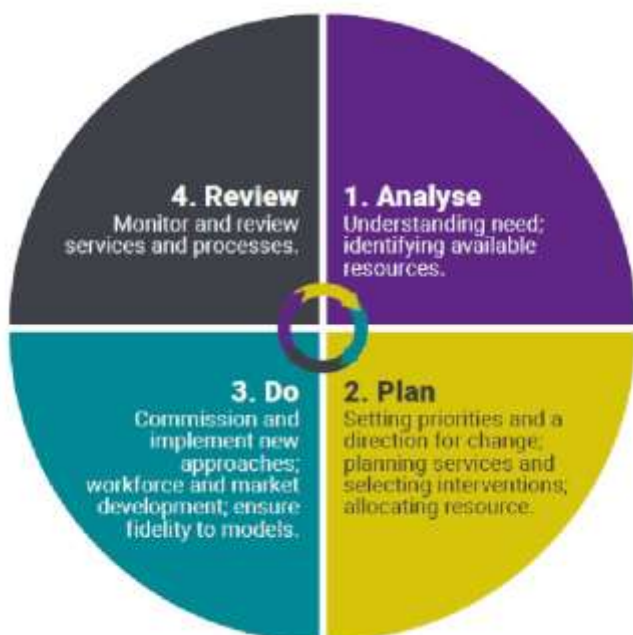 1. Analyse
Understanding need;
identifying available
resources.
2. Plan
Setting priorities and a
direction for change;
planning services and
selecting interventions;
allocating resource.
3. Do
Commission and
implement new
approaches;
workforce and market
development; ensure
fidelity to models.
4. Review
Monitor and review
services and processes.